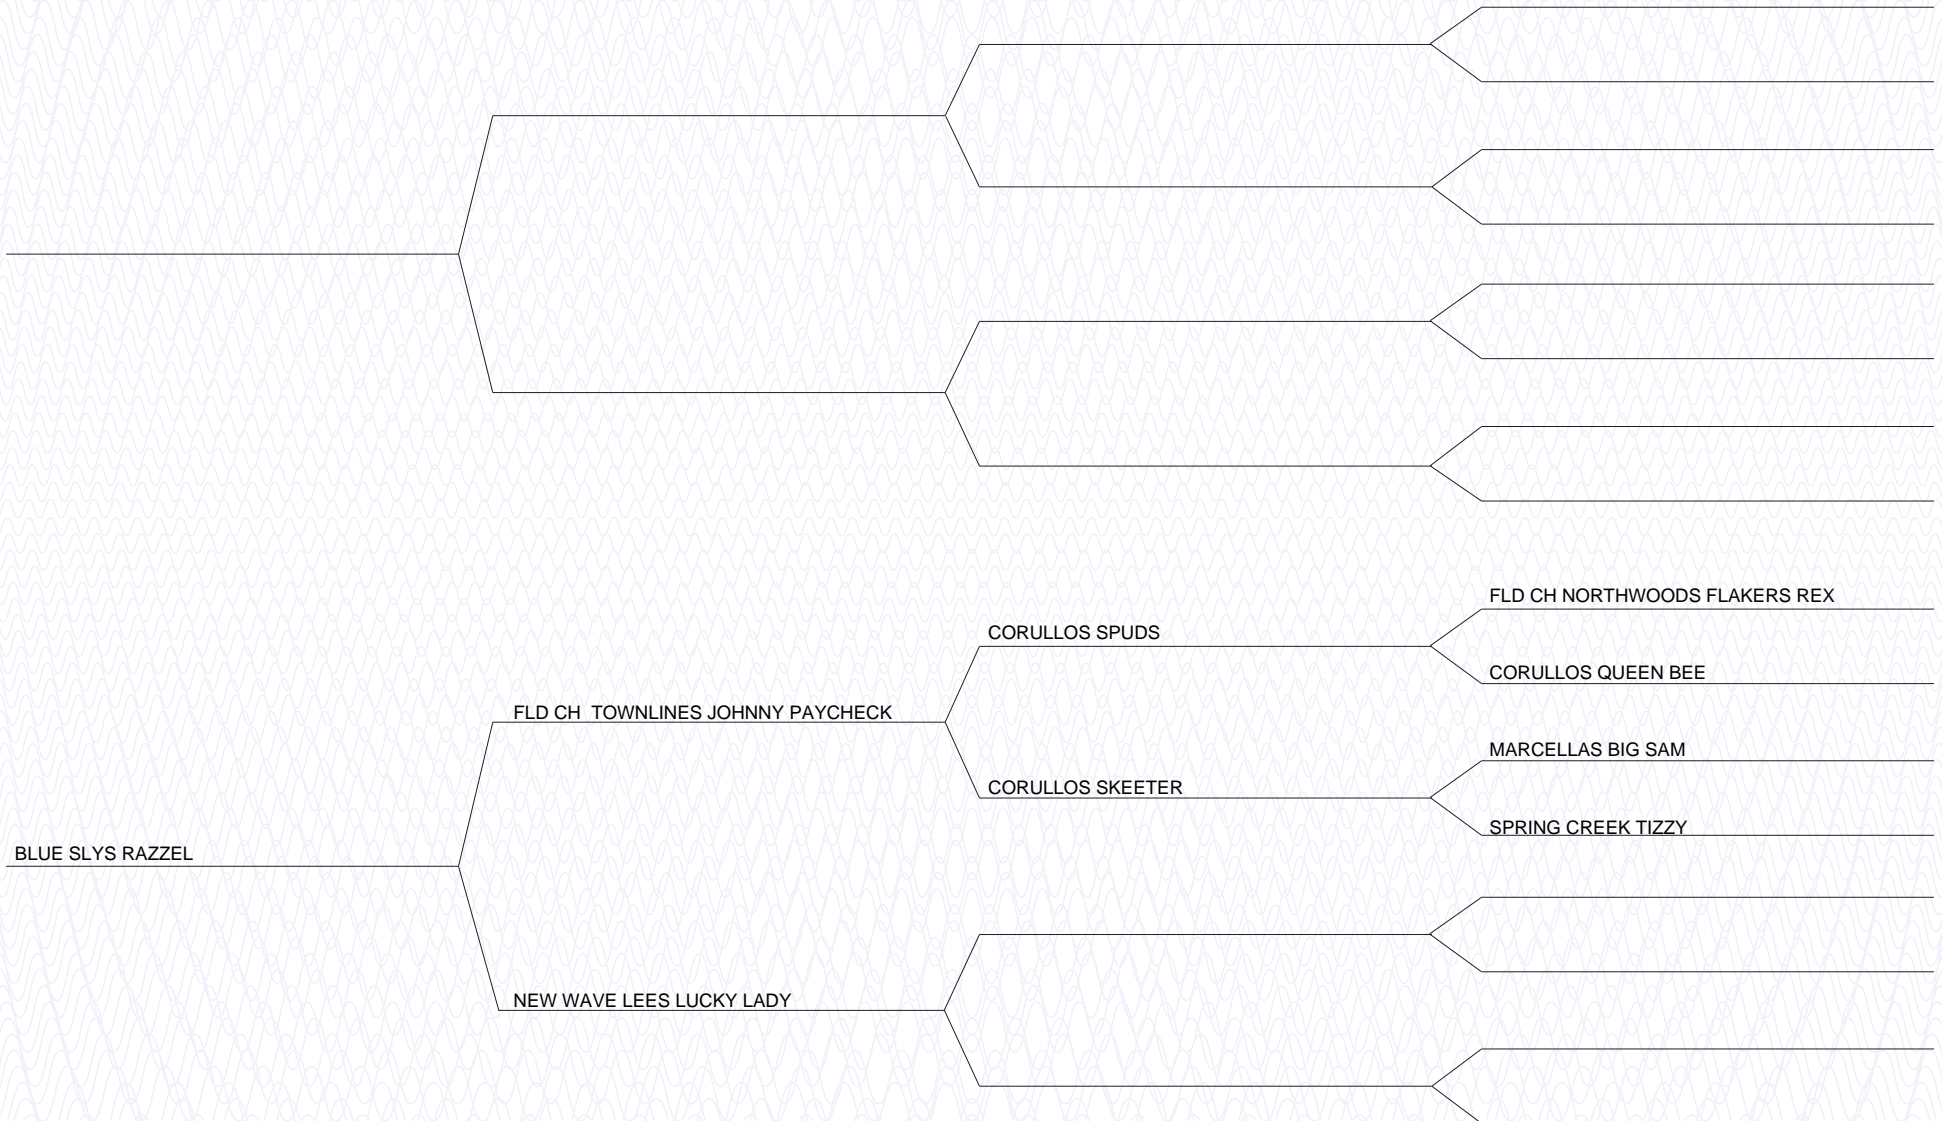 FLD CH NORTHWOODS FLAKERS REX
CORULLOS SPUDS
CORULLOS QUEEN BEE
FLD CH  TOWNLINES JOHNNY PAYCHECK
MARCELLAS BIG SAM
CORULLOS SKEETER
SPRING CREEK TIZZY
BLUE SLYS RAZZEL
NEW WAVE LEES LUCKY LADY